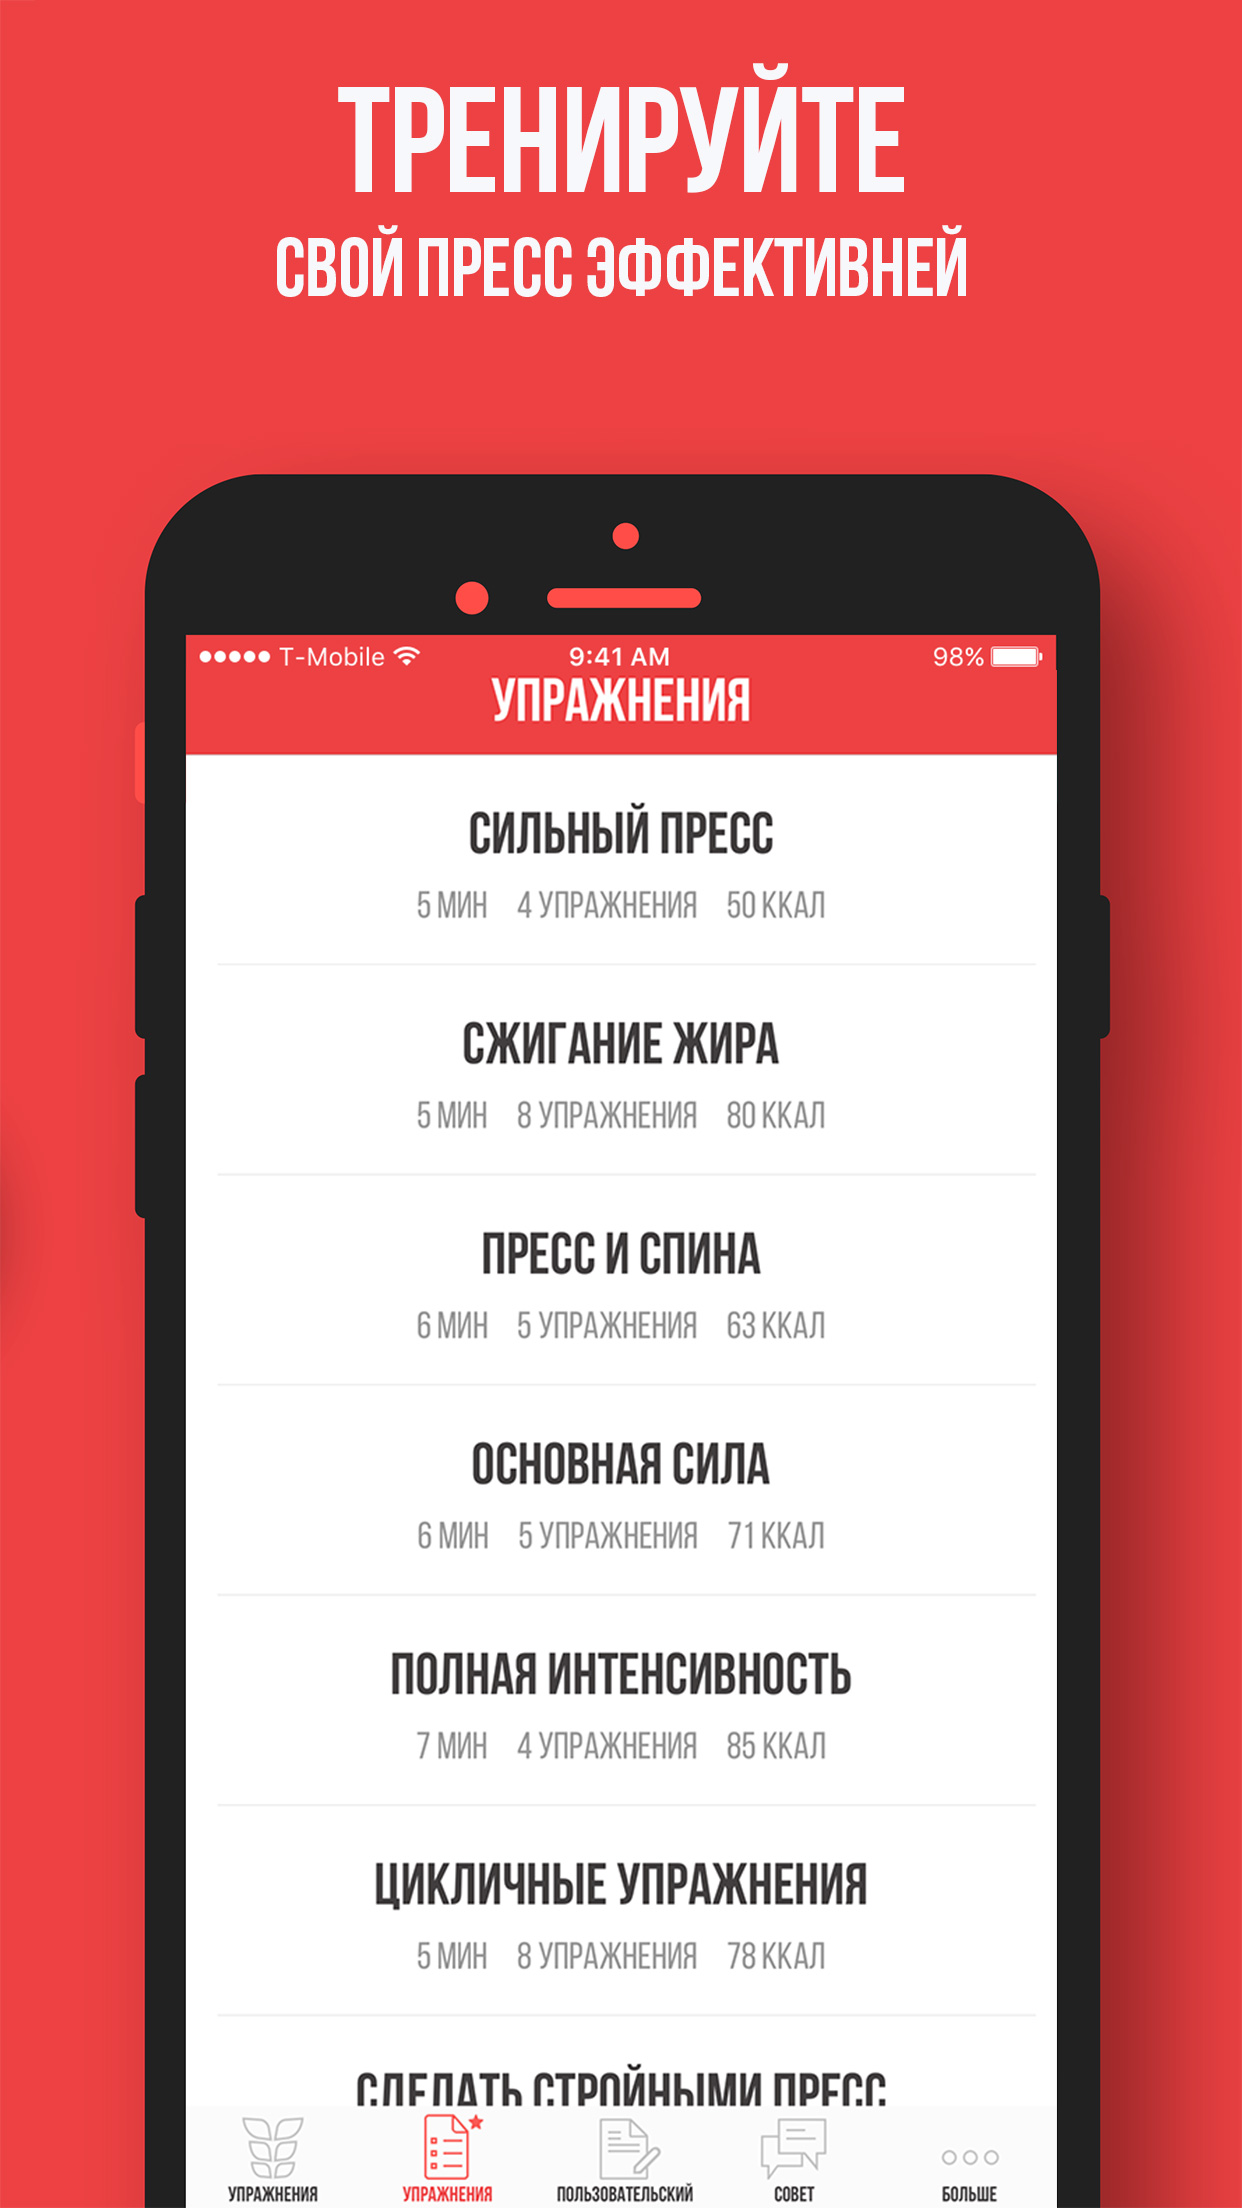 ТРЕНИРУЙТЕ
СВОЙ ПРЕСС ЭФФЕКТИВНЕЙ
T-Mobile 9:41 AM 98%
УПРАЖНЕНИЯ
СИЛЬНЫЙ ПРЕСС
5 МИН 4 УПРАЖНЕНИЯ 50 ККАЛ
СЖИГАНИЕ ЖИРА
5 МИН 8 УПРАЖНЕНИЯ 80 ККАЛ
ПРЕСС И СПИНА
6 МИН 5 УПРАЖНЕНИЯ 63 ККАЛ
ОСНОВНАЯ СИЛА
6 МИН 5 УПРАЖНЕНИЯ 71 ККАЛ
ПОЛНАЯ ИНТЕНСИВНОСТЬ
7 МИН 4 УПРАЖНЕНИЯ 85 ККАЛ
ЦИКЛИЧНЫЕ УПРАЖНЕНИЯ
5 МИН 8 УПРАЖНЕНИЯ 78 ККАЛ
СДЕЛАТЬ СТРОЙНЫМИ ПРЕСС
УПРАЖНЕНИЯ УПРАЖНЕНИЯ ПОЛЬЗОВАТЕЛЬСКИЙ СОВЕТ БОЛЬШЕ